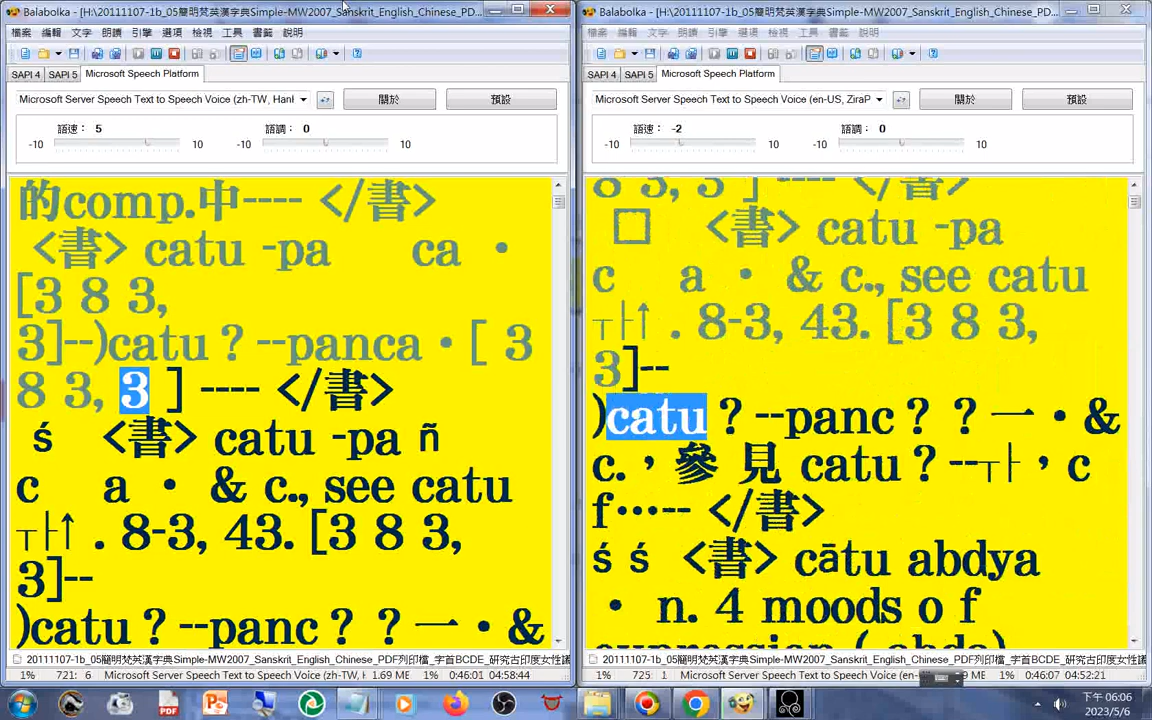 Balabolka - [H:\20111107-1b_05簡明梵英漢字典Simple-MW2007_Sanskrit_English_Chinese_PD...
檔案 編輯 文字 朗讀 引擎 選項 檢視 工具 書籤 說明
SAPI 4 SAPI 5 Microsoft Speech Platform
Microsoft Server Speech Text to Speech Voice (zh-TW, HanH 關於 預設
語速： 5 語調： 0
-10 10 -10 10
的comp.中---- </書>
<書> catu -pa ca •
[3 8 3,
3]--)catu ? --panca • [ 3
8 3, 3 ] ---- </書>
ś <書> catu -pa ñ
c a • & c., see catu
┬├↑ . 8-3, 43. [3 8 3,
3]--
)catu ? --panc ? ? 一 • &
20111107-1b_05簡明梵英漢字典Simple-MW2007_Sanskrit_English_Chinese_PDF列印檔_字首BCDE_研究古印度女性議
1% 721: 6 Microsoft Server Speech Text to Speech Voice (zh-TW, H 1.69 MB 1% 0:46:01 04:58:44
Balabolka - [H:\20111107-1b_05簡明梵英漢字典Simple-MW2007_Sanskrit_English_Chinese_PD...
檔案 編輯 文字 朗讀 引擎 選項 檢視 工具 書籤 說明
SAPI 4 SAPI 5 Microsoft Speech Platform
Microsoft Server Speech Text to Speech Voice (en-US, ZiraP 關於 預設
語速： -2 語調： 0
-10 10 -10 10
8 3, 3 ] ---- </書>
□ <書> catu -pa
c a • & c., see catu
┬├↑ . 8-3, 43. [3 8 3,
3]--
)catu ? --panc ? ? 一 • &
c.，參 見 catu ? --┬├，c
f…-- </書>
ś ś <書> cātu abdya
• n. 4 moods o f
expression ( abda)
20111107-1b_05簡明梵英漢字典Simple-MW2007_Sanskrit_English_Chinese_PDF列印檔_字首BCDE_研究古印度女性議
1% 725: 1 Microsoft Server Speech Text to Speech Voice (en-US, 1% 0:46:07 04:52:21
下午 06:06
2023/5/6